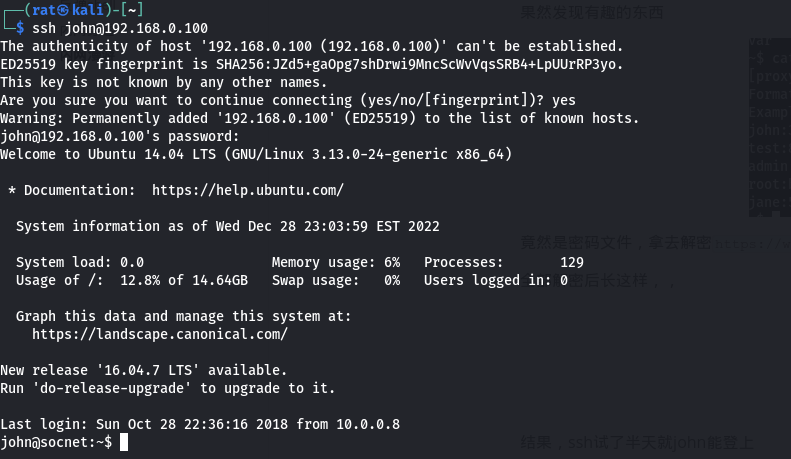 ┌──(rat㉿kali)-[~]
└─$ ssh john@192.168.0.100
The authenticity of host '192.168.0.100 (192.168.0.100)' can't be established.
ED25519 key fingerprint is SHA256:JZd5+gaOpg7shDrwi9MncScWvVqsSRB4+LpUUrRP3yo.
This key is not known by any other names.
Are you sure you want to continue connecting (yes/no/[fingerprint])? yes
Warning: Permanently added '192.168.0.100' (ED25519) to the list of known hosts.
john@192.168.0.100's password:
Welcome to Ubuntu 14.04 LTS (GNU/Linux 3.13.0-24-generic x86_64)
* Documentation:  https://help.ubuntu.com/
System information as of Wed Dec 28 23:03:59 EST 2022
System load: 0.0                Memory usage: 6%   Processes:       129
Usage of /:  12.8% of 14.64GB   Swap usage:   0%   Users logged in: 0
Graph this data and manage this system at:
https://landscape.canonical.com/
New release '16.04.7 LTS' available.
Run 'do-release-upgrade' to upgrade to it.
Last login: Sun Oct 28 22:36:16 2018 from 10.0.0.8
john@socnet:~$
果然发现有趣的东西
var
~$ ca
[prox
Form
Examp
john:
test:
admin
root:
jane:
竟然是密码文件，拿去解密 https://
后长这样，，
结果，ssh试了半天就john能登上